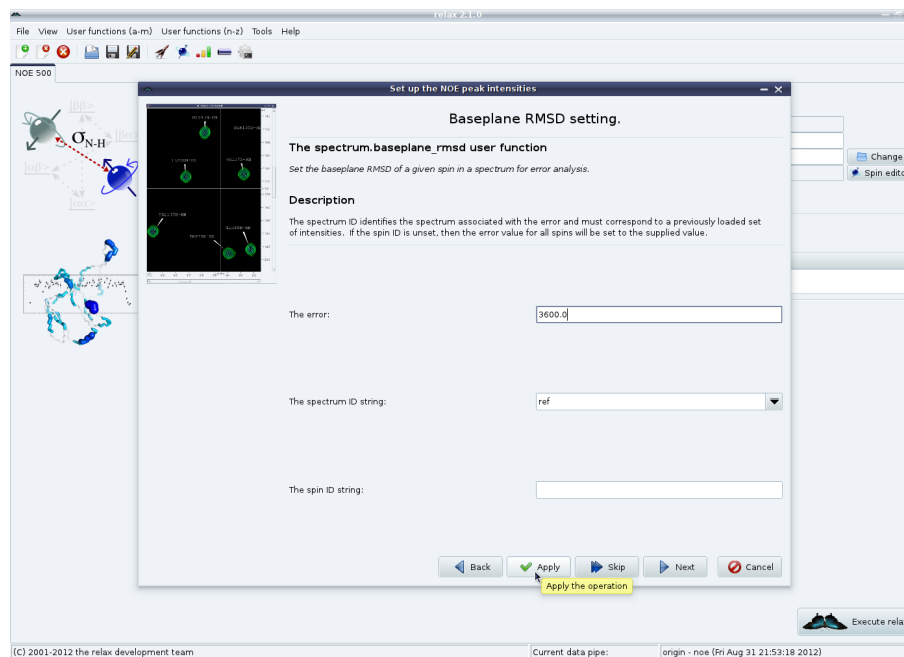 relax 2.1.0
File View User functions (a-m) User functions (n-z) Tools Help
NOE 500
Set up the NOE peak intensities
Baseplane RMSD setting.
The spectrum.baseplane_rmsd user function
Set the baseplane RMSD of a given spin in a spectrum for error analysis.
Description
The spectrum ID identifies the spectrum associated with the error and must correspond to a previously loaded set
of intensities. If the spin ID is unset, then the error value for all spins will be set to the supplied value.
|ββ>
|βα>
σN-H
|αβ>
|αα>
Change
Spin edito
The error: 3600.0
The spectrum ID string: ref
The spin ID string:
Back Apply Skip Next Cancel
Apply the operation
Execute rela
(C) 2001-2012 the relax development team Current data pipe: origin - noe (Fri Aug 31 21:53:18 2012)